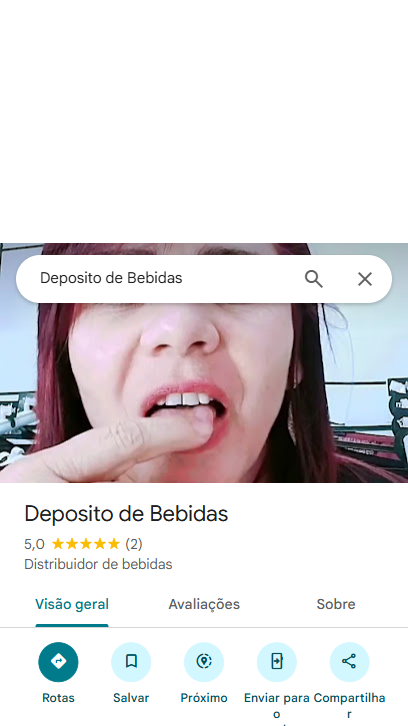 Deposito de Bebidas
Deposito de Bebidas
5,0 (2)
Distribuidor de bebidas
Visão geral Avaliações Sobre
Rotas Salvar Próximo Enviar para Compartilha
o r